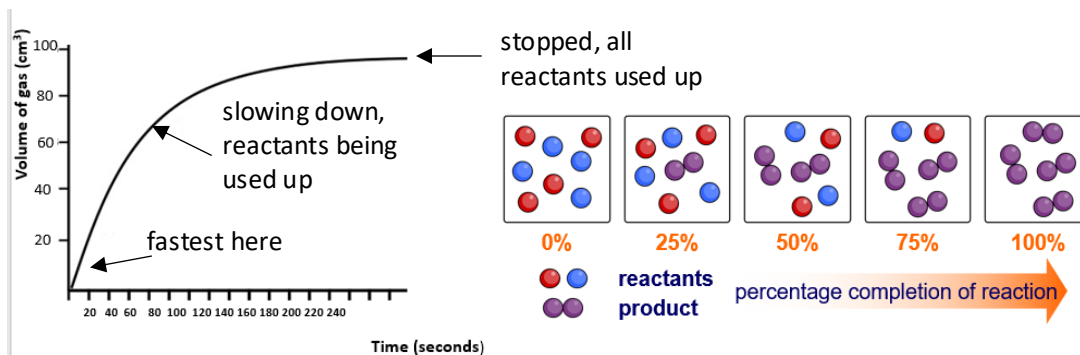 Volume of gas (cm³)
100
80
60
40
20
20 40 60 80 100 120 140 160 180 200 220 240
Time (seconds)
fastest here
slowing down,
reactants being
used up
stopped, all
reactants used up
0%
25%
50%
75%
100%
reactants
product
percentage completion of reaction